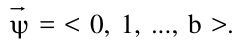 ψ⃗ = < 0, 1, ..., b >.